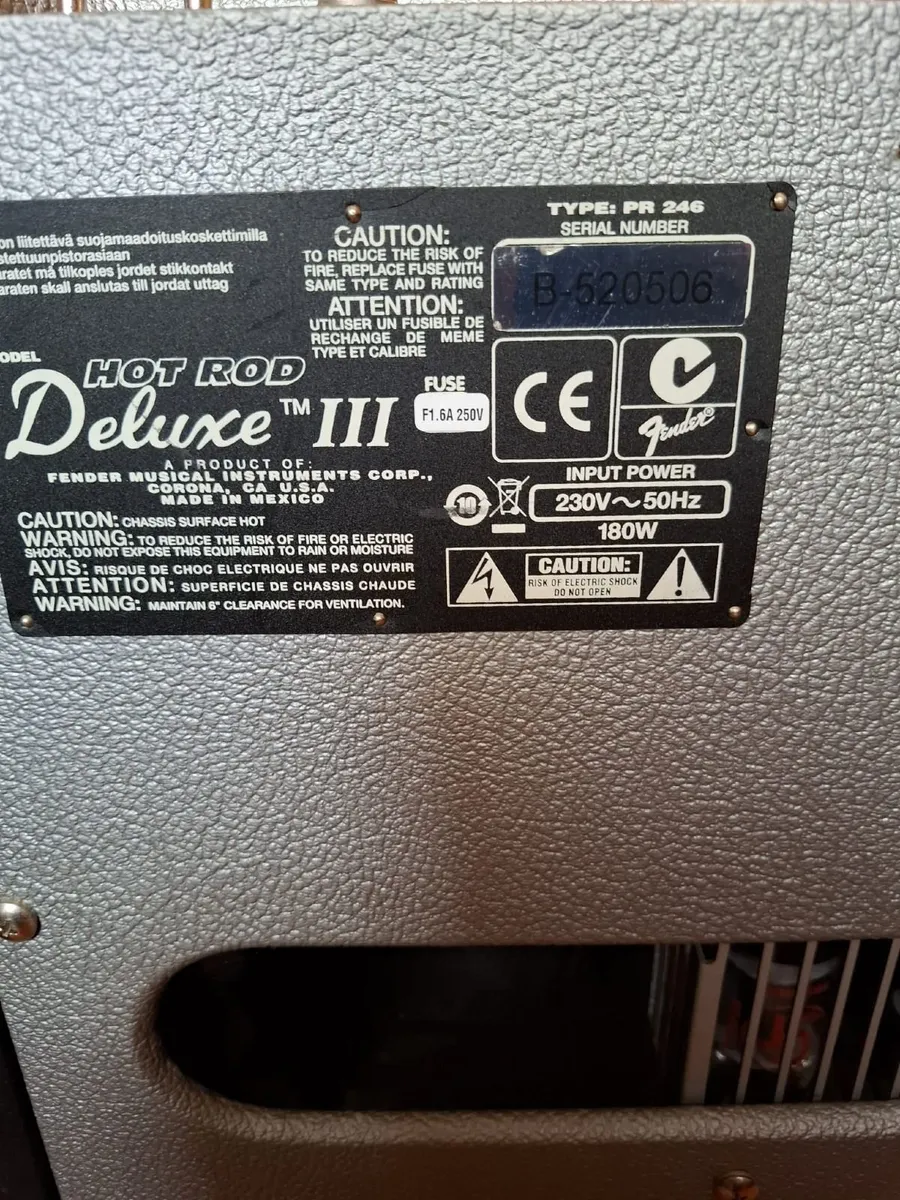 on liitettävä suojamaadoituskoskettimilla
stettuunpistorasiaan
aratet må tilkoples jordet stikkontakt
araten skall anslutas till jordat uttag
CAUTION:
TO REDUCE THE RISK OF
FIRE, REPLACE FUSE WITH
SAME TYPE AND RATING
ATTENTION:
UTILISER UN FUSIBLE DE
RECHANGE DE MEME
TYPE ET CALIBRE
TYPE: PR 246
SERIAL NUMBER
B-520506
ODEL
HOT ROD
Deluxe™ III
FUSE
F1.6A 250V
CE
Fender®
A PRODUCT OF:
FENDER MUSICAL INSTRUMENTS CORP.,
CORONA, CA U.S.A.
MADE IN MEXICO
10
INPUT POWER
230V~50Hz
180W
CAUTION: CHASSIS SURFACE HOT
WARNING: TO REDUCE THE RISK OF FIRE OR ELECTRIC
SHOCK, DO NOT EXPOSE THIS EQUIPMENT TO RAIN OR MOISTURE
AVIS: RISQUE DE CHOC ELECTRIQUE NE PAS OUVRIR
ATTENTION: SUPERFICIE DE CHASSIS CHAUDE
WARNING: MAINTAIN 6" CLEARANCE FOR VENTILATION.
CAUTION:
RISK OF ELECTRIC SHOCK
DO NOT OPEN